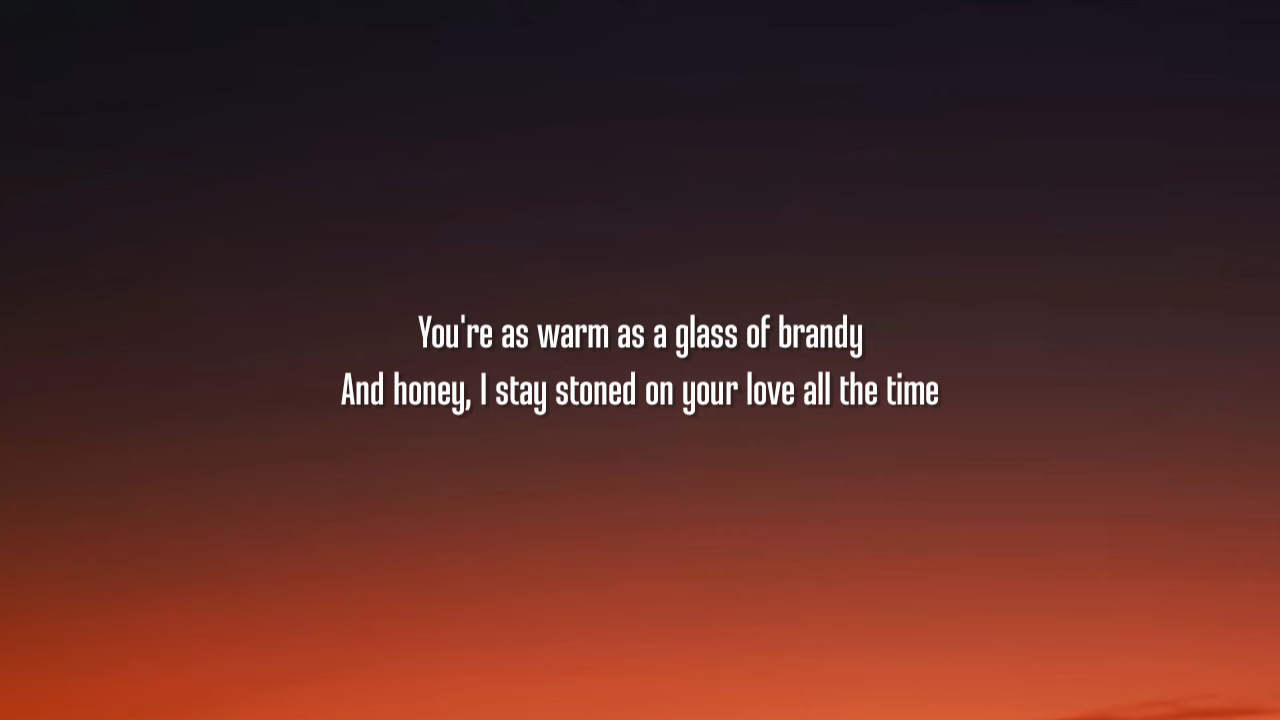 You're as warm as a glass of brandy
And honey, I stay stoned on your love all the time